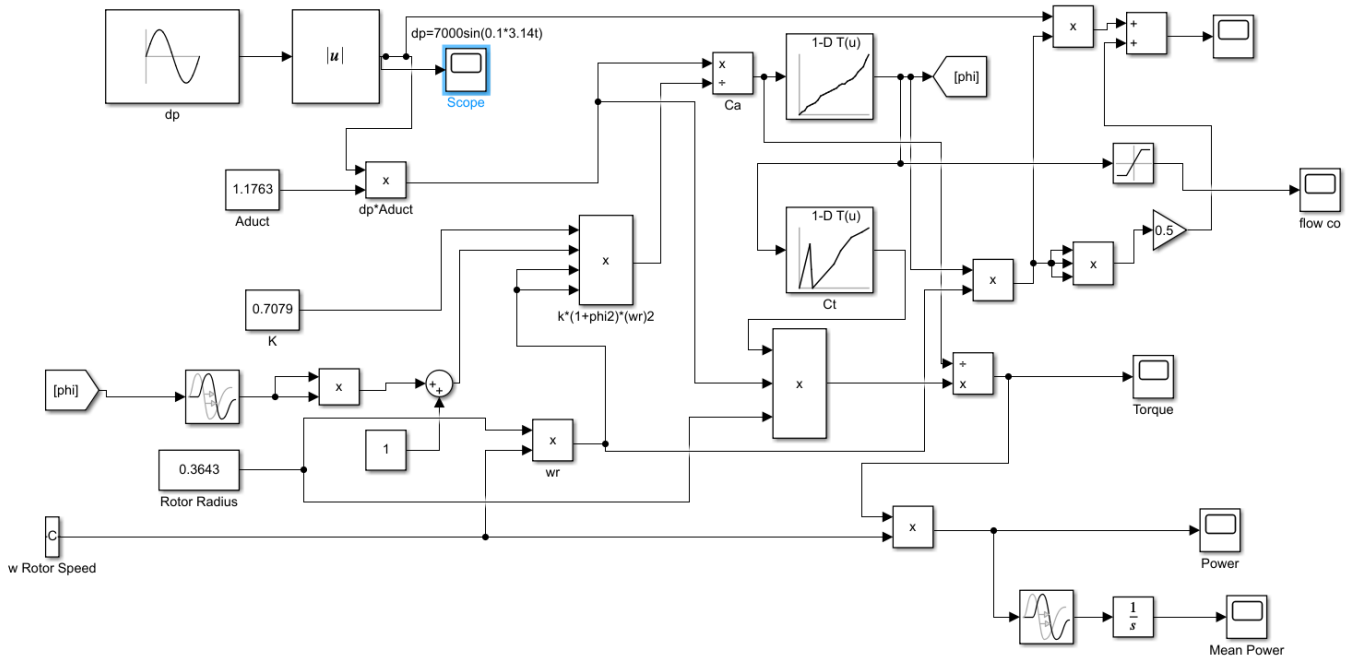 |u|
dp=7000sin(0.1*3.14t)
x
+
+
dp
Scope
x
÷
Ca
1-D T(u)
[phi]
1.1763
Aduct
x
dp*Aduct
flow co
x
k*(1+phi2)*(wr)2
1-D T(u)
Ct
x
x
0.5
0.7079
K
[phi]
x
+
+
1
x
÷
x
Torque
0.3643
Rotor Radius
x
wr
C
w Rotor Speed
x
Power
1
s
Mean Power